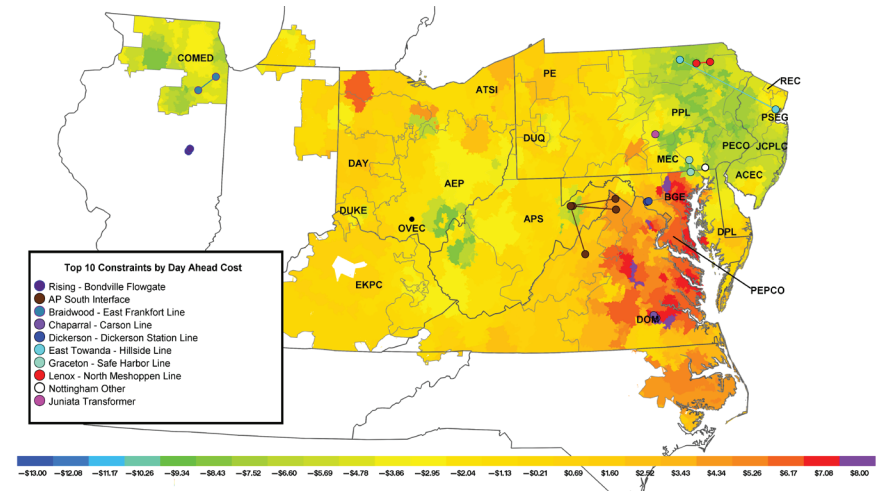 COMED
ATSI
PE
REC
PPL
PSEG
DUQ
PECO
JCPLC
MEC
DAY
AEP
ACEC
BGE
DUKE
APS
OVEC
DPL
EKPC
PEPCO
DOM
Top 10 Constraints by Day Ahead Cost
Rising - Bondville Flowgate
AP South Interface
Braidwood - East Frankfort Line
Chaparral - Carson Line
Dickerson - Dickerson Station Line
East Towanda - Hillside Line
Graceton - Safe Harbor Line
Lenox - North Meshoppen Line
Nottingham Other
Juniata Transformer
—$13.00 —$12.08 —$11.17 —$10.26 —$9.34 —$8.43 —$7.52 —$6.60 —$5.69 —$4.78 —$3.86 —$2.95 —$2.04 —$1.13 —$0.21 $0.69 $1.60 $2.52 $3.43 $4.34 $5.26 $6.17 $7.08 $8.00